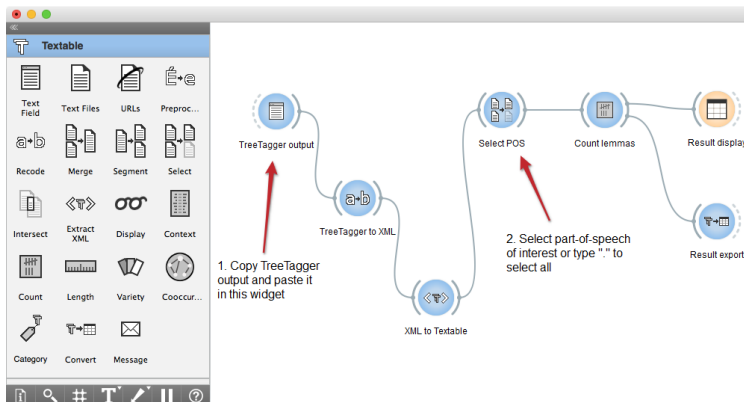 Textable
Text
Field
Text Files
URLs
Preproc...
Recode
Merge
Segment
Select
Intersect
Extract
XML
Display
Context
Count
Length
Variety
Cooccur...
Category
Convert
Message
TreeTagger output
TreeTagger to XML
XML to Textable
Select POS
Count lemmas
Result display
Result export
1. Copy TreeTagger
output and paste it
in this widget
2. Select part-of-speech
of interest or type "." to
select all